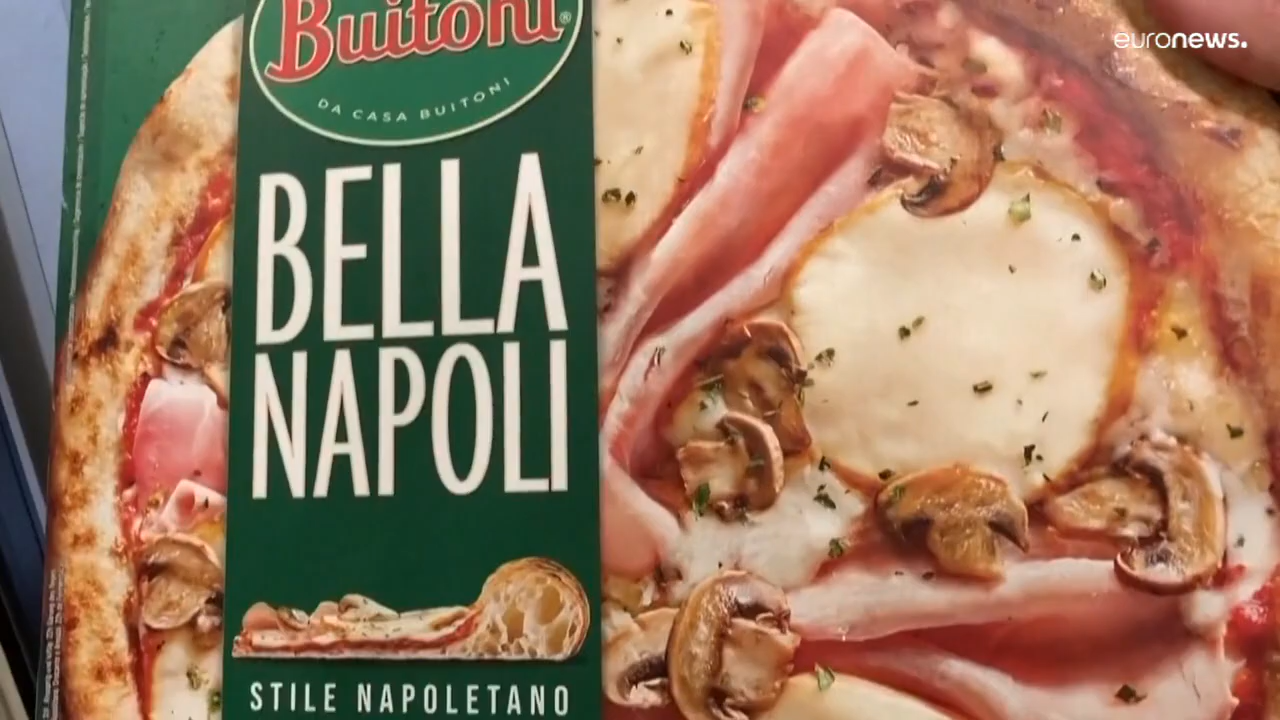 euronews.
Buitoni®
DA CASA BUITONI
BELLA
NAPOLI
STILE NAPOLETANO